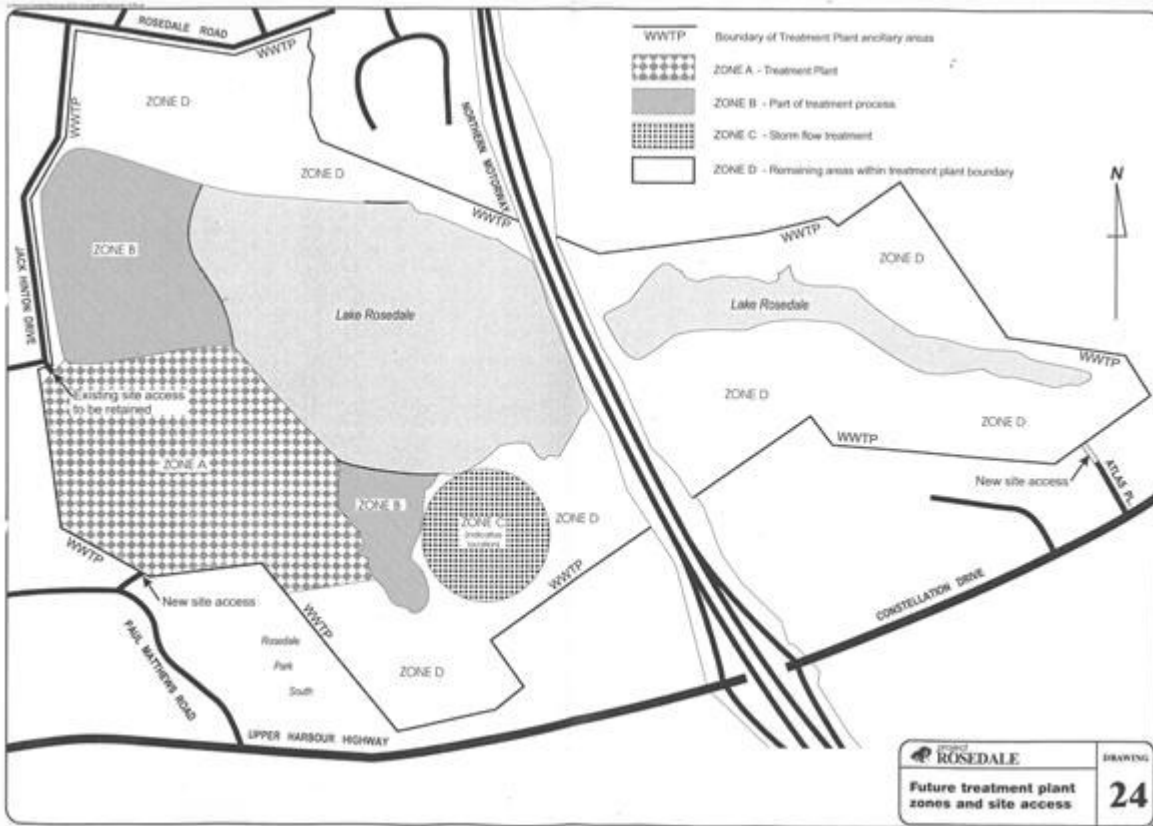 ROSEDALE ROAD
WWTP
WWTP Boundary of Treatment Plant ancillary areas
ZONE A - Treatment Plant
ZONE B - Part of treatment process
ZONE C - Storm flow treatment
ZONE D - Remaining areas within treatment plant boundary
N
ZONE D
WWTP
NORTHERN MOTORWAY
ZONE D
WWTP
WWTP
ZONE D
ZONE B
JACK HINTON DRIVE
Lake Rosedale
Lake Rosedale
WWTP
Existing site access
to be retained
ZONE D
ZONE D
WWTP
ZONE A
New site access
ATLAS PL.
ZONE B
ZONE C
(indicative
location)
ZONE D
WWTP
WWTP
New site access
WWTP
CONSTELLATION DRIVE
PAUL MATTHEWS ROAD
Rosedale
Park
South
ZONE D
UPPER HARBOUR HIGHWAY
project
ROSEDALE
DRAWING
Future treatment plant
zones and site access
24